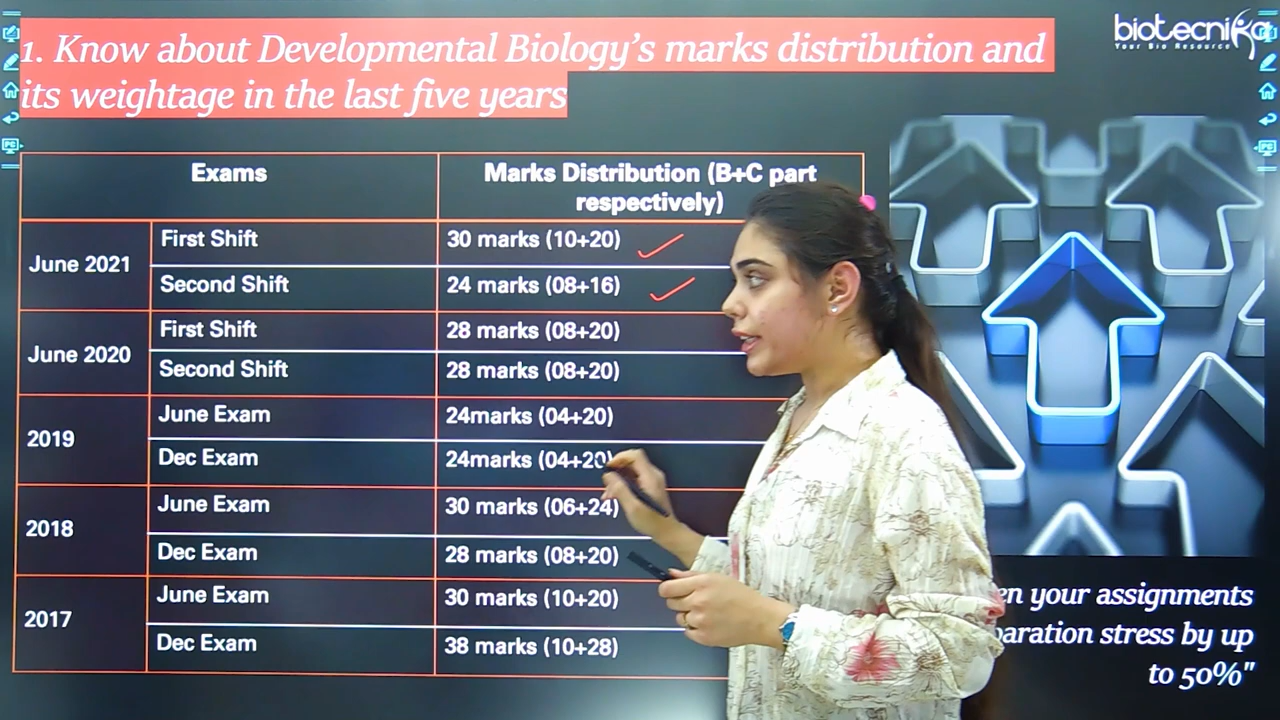 1. Know about Developmental Biology's marks distribution and
its weightage in the last five years
biotecnika
Your Bio Resource
Exams
Marks Distribution (B+C part
respectively)
June 2021
First Shift
30 marks (10+20)
Second Shift
24 marks (08+16)
June 2020
First Shift
28 marks (08+20)
Second Shift
28 marks (08+20)
2019
June Exam
24marks (04+20)
Dec Exam
24marks (04+20)
2018
June Exam
30 marks (06+24)
Dec Exam
28 marks (08+20)
2017
June Exam
30 marks (10+20)
Dec Exam
38 marks (10+28)
your assignments
stress by up
to 50%"
PC
PC